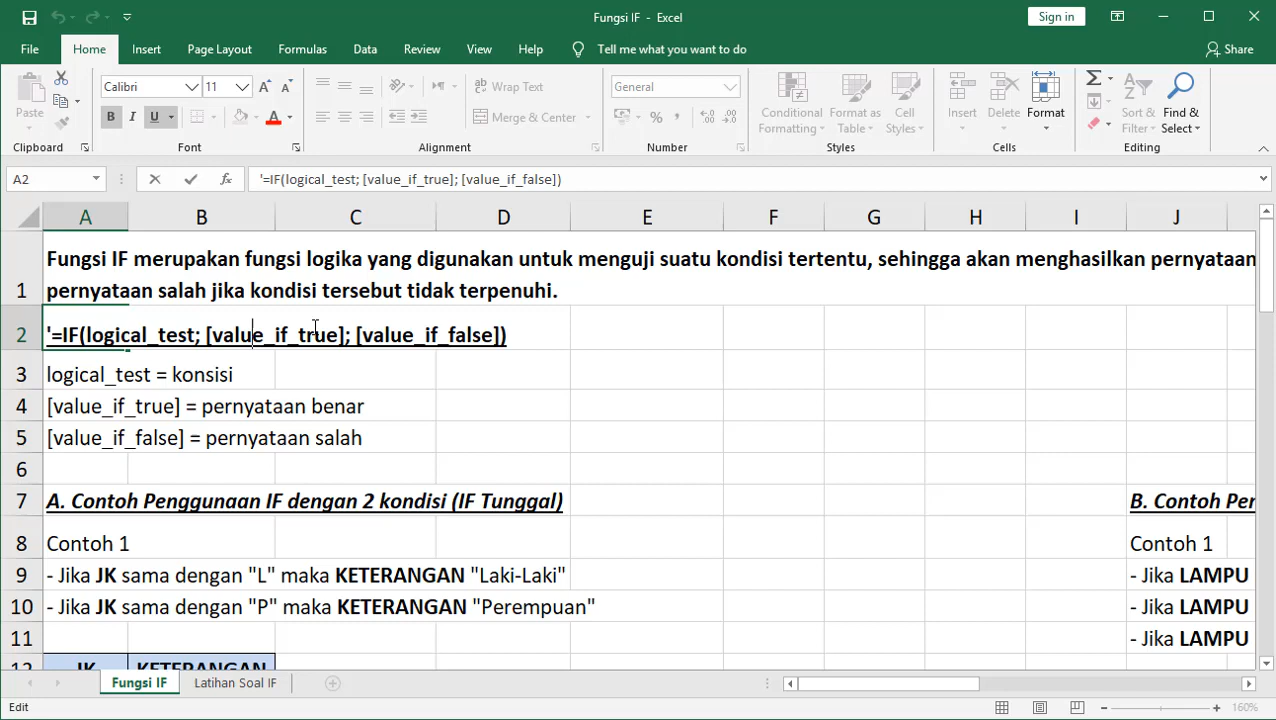 Fungsi IF - Excel
Sign in
File Home Insert Page Layout Formulas Data Review View Help Tell me what you want to do Share
Paste
Calibri 11
B I U A
Wrap Text
Merge & Center
General
Conditional Formatting
Format as Table
Cell Styles
Insert Delete Format
Sort & Filter
Find & Select
Clipboard Font Alignment Number Styles Cells Editing
A2 fx '=IF(logical_test; [value_if_true]; [value_if_false])
A B C D E F G H I J
Fungsi IF merupakan fungsi logika yang digunakan untuk menguji suatu kondisi tertentu, sehingga akan menghasilkan pernyataan
1 pernyataan salah jika kondisi tersebut tidak terpenuhi.
2 '=IF(logical_test; [value_if_true]; [value_if_false])
3 logical_test = konsisi
4 [value_if_true] = pernyataan benar
5 [value_if_false] = pernyataan salah
6
7 A. Contoh Penggunaan IF dengan 2 kondisi (IF Tunggal) B. Contoh Per
8 Contoh 1 Contoh 1
9 - Jika JK sama dengan "L" maka KETERANGAN "Laki-Laki" - Jika LAMPU
10 - Jika JK sama dengan "P" maka KETERANGAN "Perempuan" - Jika LAMPU
11 - Jika LAMPU
12 JK KETERANGAN
Fungsi IF Latihan Soal IF
Edit 160%